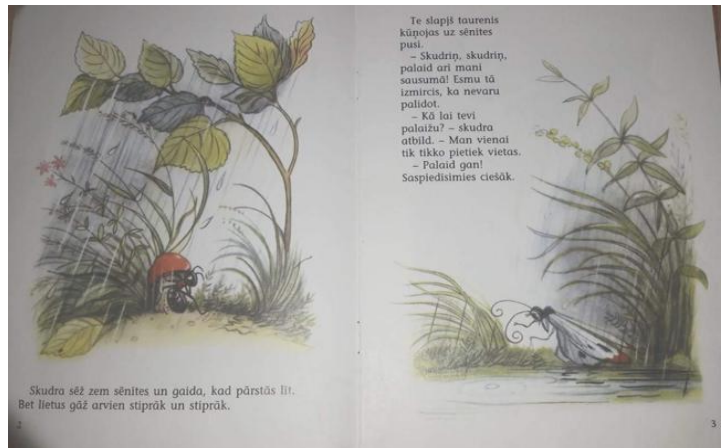 Skudra sēž zem sēnītes un gaida, kad pārstās līt.
Bet lietus gāž arvien stiprāk un stiprāk.
2
Te slapjš taurenis
kūņojas uz sēnītes
pusi.
– Skudriņ, skudriņ,
palaid arī mani
sausumā! Esmu tā
izmircis, ka nevaru
palidot.
– Kā lai tevi
palaižu? – skudra
atbild. – Man vienai
tik tikko pietiek vietas.
– Palaid gan!
Saspiedīsimies ciešāk.
3